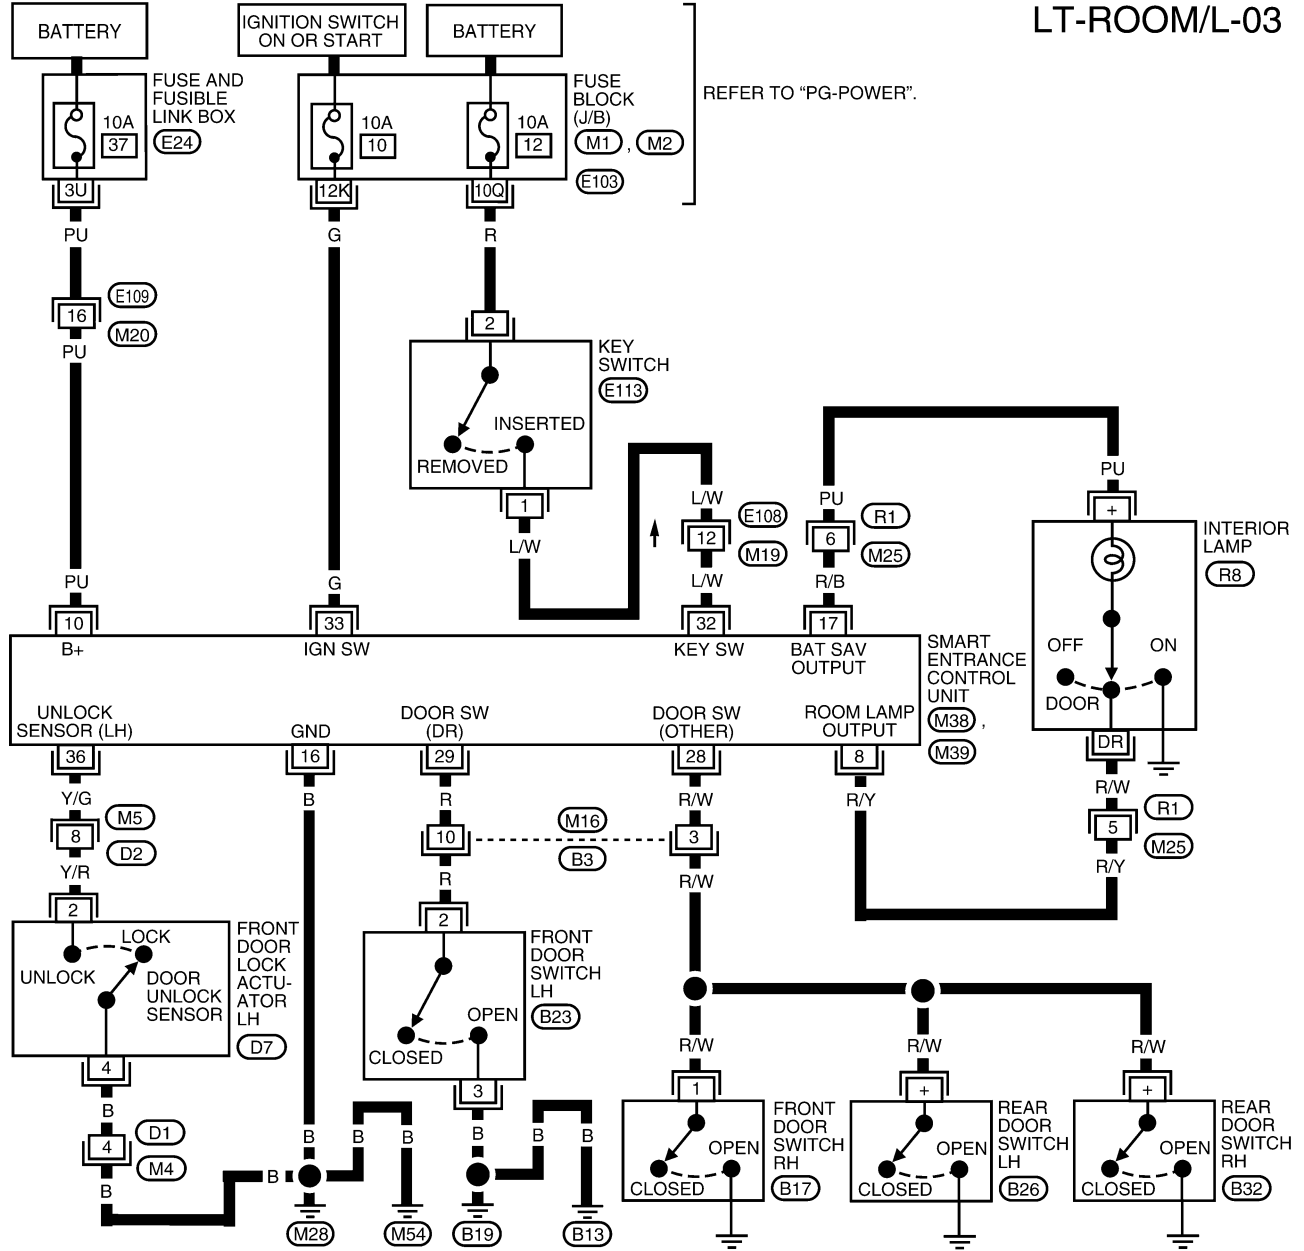 LT-ROOM/L-03
BATTERY
IGNITION SWITCH
ON OR START
BATTERY
REFER TO “PG-POWER”.
FUSE AND
FUSIBLE
LINK BOX
E24
10A
37
10A
10
10A
12
FUSE
BLOCK
(J/B)
M1 , M2
E103
3U
12K
10Q
PU
G
R
E109
16
M20
PU
2
KEY
SWITCH
E113
INSERTED
REMOVED
1
L/W
L/W
E108
12
M19
L/W
PU
R1
6
M25
R/B
PU
+
INTERIOR
LAMP
R8
OFF
ON
DOOR
DR
R/W
R1
5
M25
R/Y
PU
G
10
33
32
17
B+
IGN SW
KEY SW
BAT SAV
OUTPUT
SMART
ENTRANCE
CONTROL
UNIT
M38 ,
M39
UNLOCK
SENSOR (LH)
GND
DOOR SW
(DR)
DOOR SW
(OTHER)
ROOM LAMP
OUTPUT
36
16
29
28
8
Y/G
B
R
R/W
R/Y
M5
8
D2
10
M16
B3
3
Y/R
R
R/W
2
LOCK
UNLOCK
DOOR
UNLOCK
SENSOR
FRONT
DOOR
LOCK
ACTU-
ATOR
LH
D7
4
B
D1
4
M4
B
2
FRONT
DOOR
SWITCH
LH
B23
OPEN
CLOSED
3
B
B
B
B
B
B
B
M28
M54
B19
B13
R/W
R/W
R/W
1
+
+
OPEN
CLOSED
FRONT
DOOR
SWITCH
RH
B17
OPEN
CLOSED
REAR
DOOR
SWITCH
LH
B26
OPEN
CLOSED
REAR
DOOR
SWITCH
RH
B32